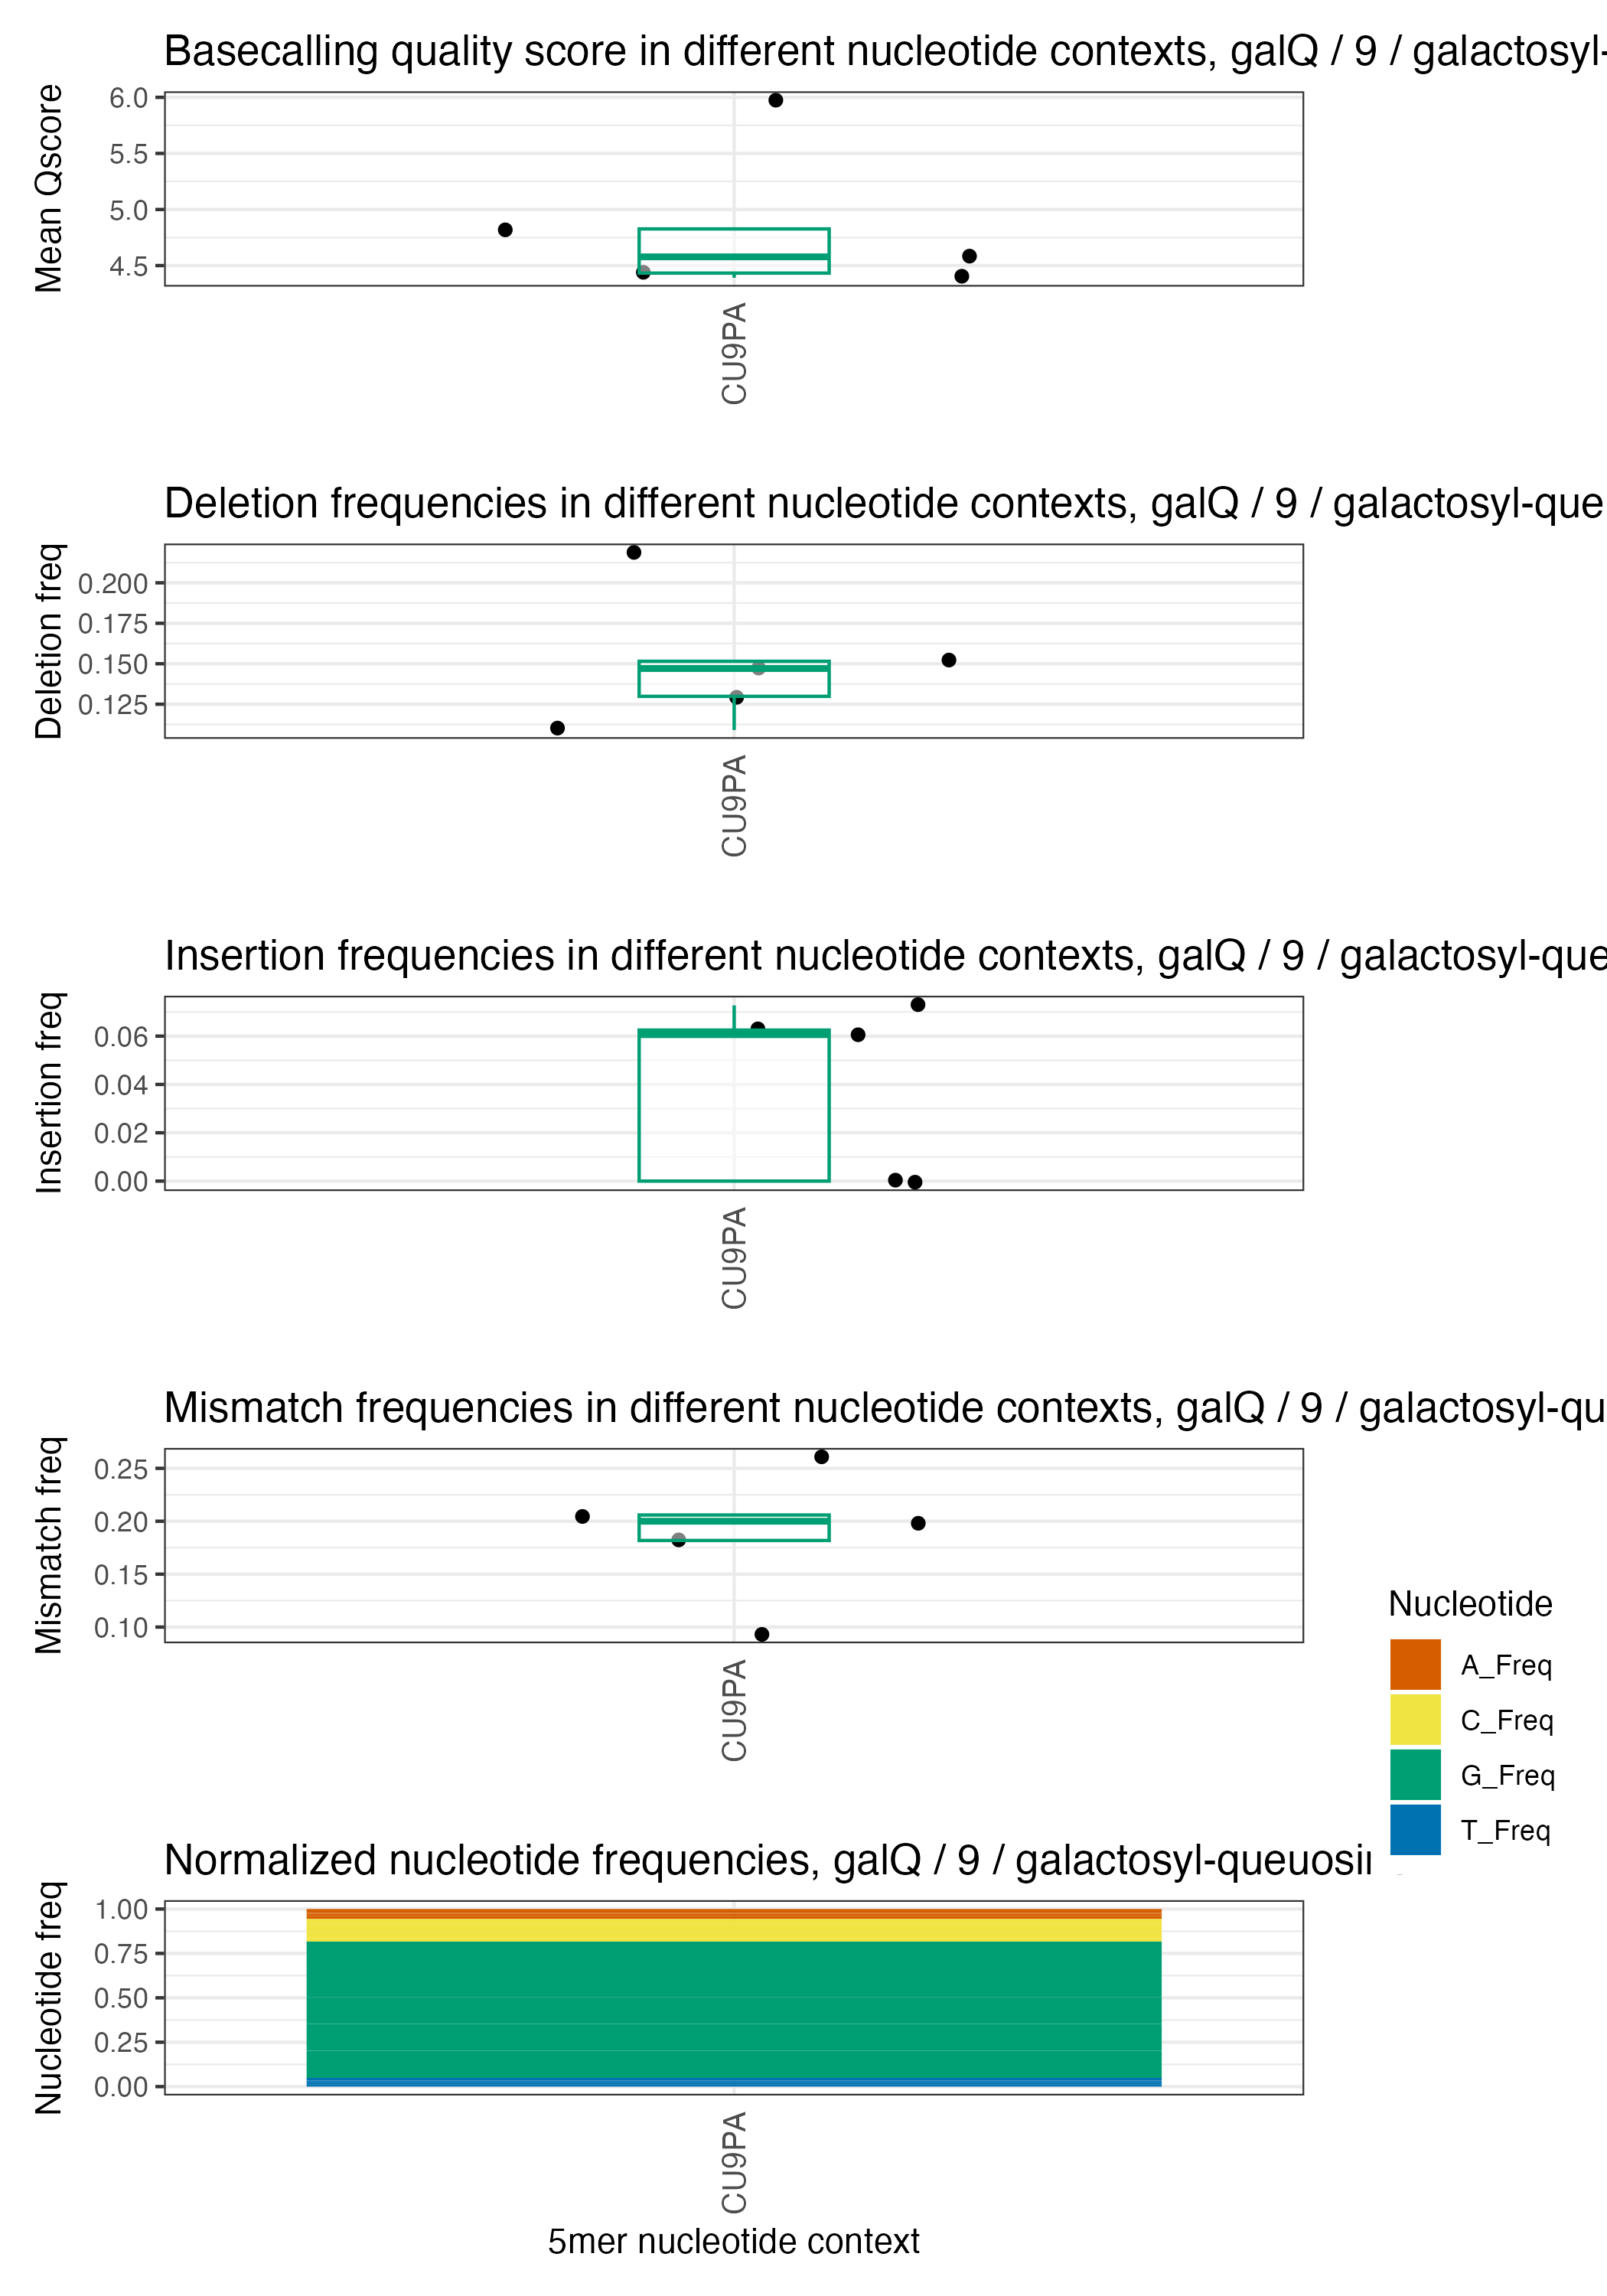 Basecalling quality score in different nucleotide contexts, galQ / 9 / galactosyl-
Mean Qscore
6.0
5.5
5.0
4.5
CU9PA
Deletion frequencies in different nucleotide contexts, galQ / 9 / galactosyl-que
Deletion freq
0.200
0.175
0.150
0.125
CU9PA
Insertion frequencies in different nucleotide contexts, galQ / 9 / galactosyl-que
Insertion freq
0.06
0.04
0.02
0.00
CU9PA
Mismatch frequencies in different nucleotide contexts, galQ / 9 / galactosyl-qu
Mismatch freq
0.25
0.20
0.15
0.10
CU9PA
Nucleotide
A_Freq
C_Freq
G_Freq
T_Freq
Normalized nucleotide frequencies, galQ / 9 /
Nucleotide freq
1.00
0.75
0.50
0.25
0.00
CU9PA
5mer nucleotide context